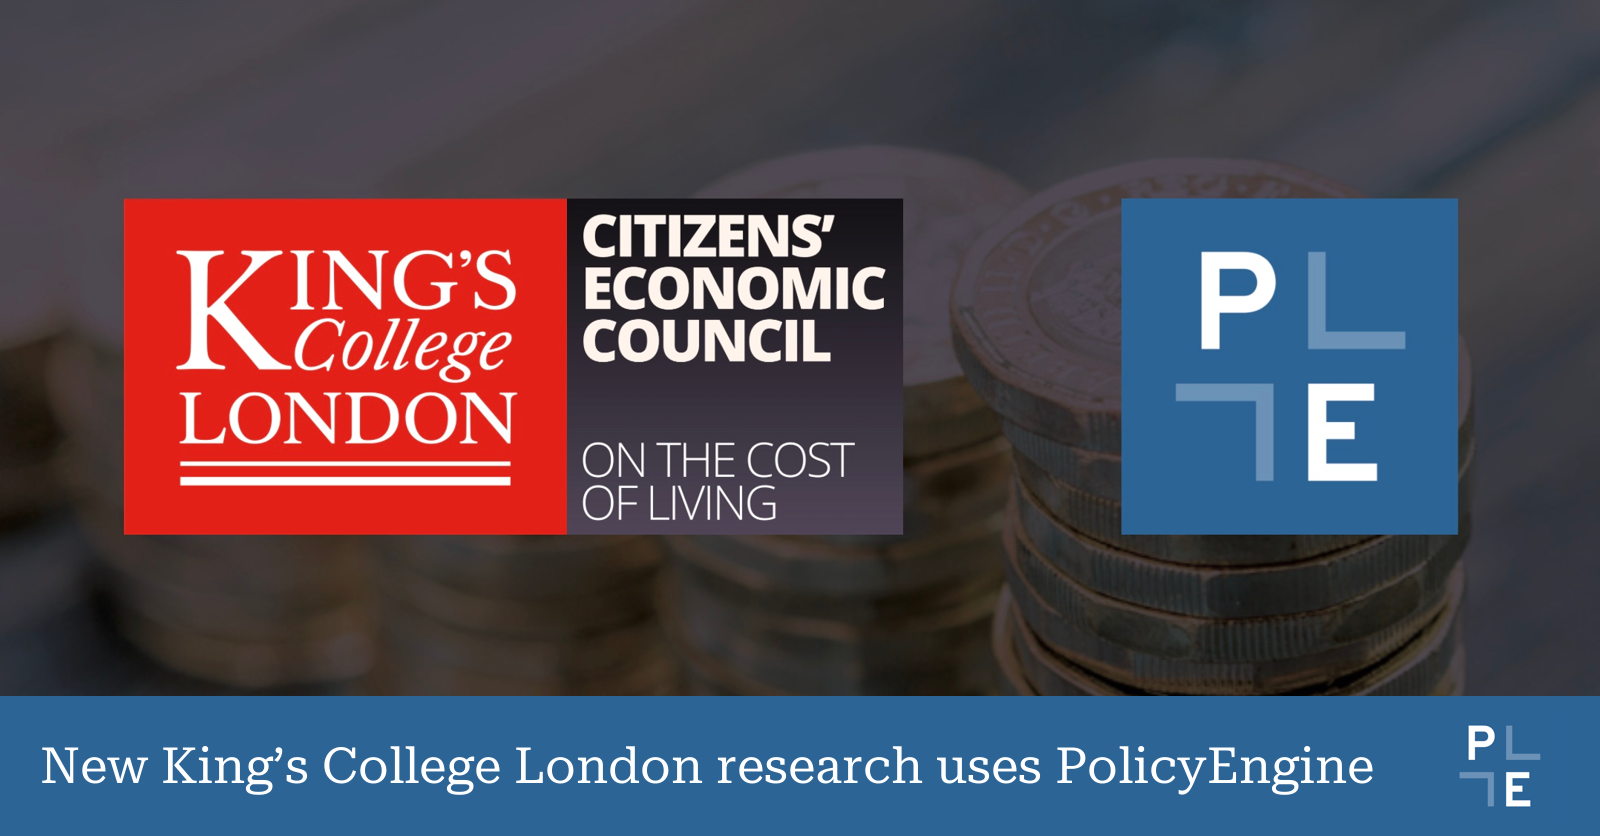 KING'S
College
LONDON
CITIZENS'
ECONOMIC
COUNCIL
ON THE COST
OF LIVING
P
E
New King's College London research uses PolicyEngine
P
E